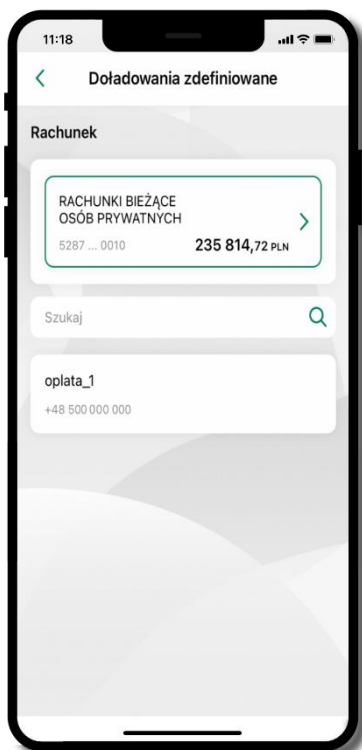 11:18
Doładowania zdefiniowane
Rachunek
RACHUNKI BIEŻĄCE
OSÓB PRYWATNYCH
5287 ... 0010 235 814,72 PLN
Szukaj
oplata_1
+48 500 000 000